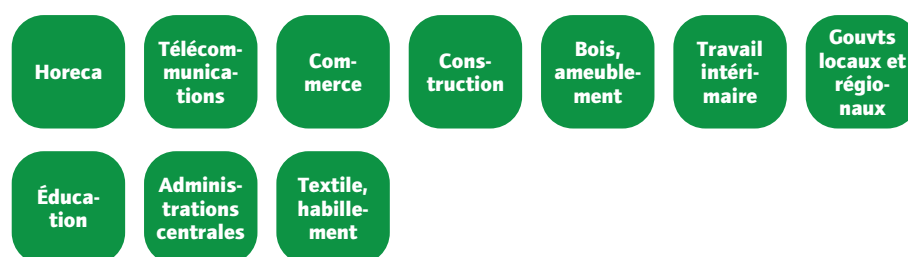 Horeca
Télécom-
munica-
tions
Com-
merce
Cons-
truction
Bois,
ameuble-
ment
Travail
intéri-
maire
Gouvts
locaux et
régio-
naux
Éduca-
tion
Adminis-
trations
centrales
Textile,
habille-
ment